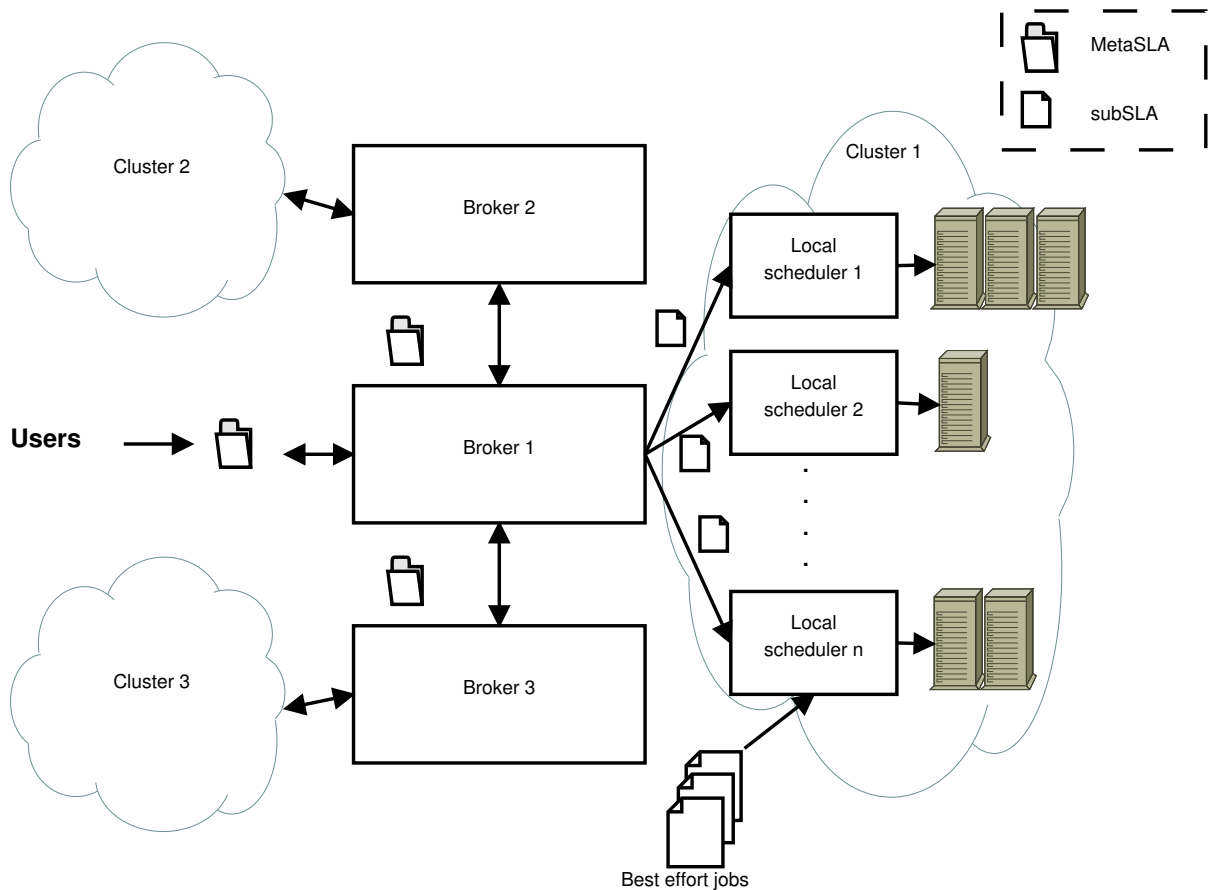 MetaSLA
subSLA
Cluster 2
Cluster 1
Broker 2
Local
scheduler 1
Local
scheduler 2
Users
Broker 1
.
.
.
.
Local
scheduler n
Cluster 3
Broker 3
Best effort jobs